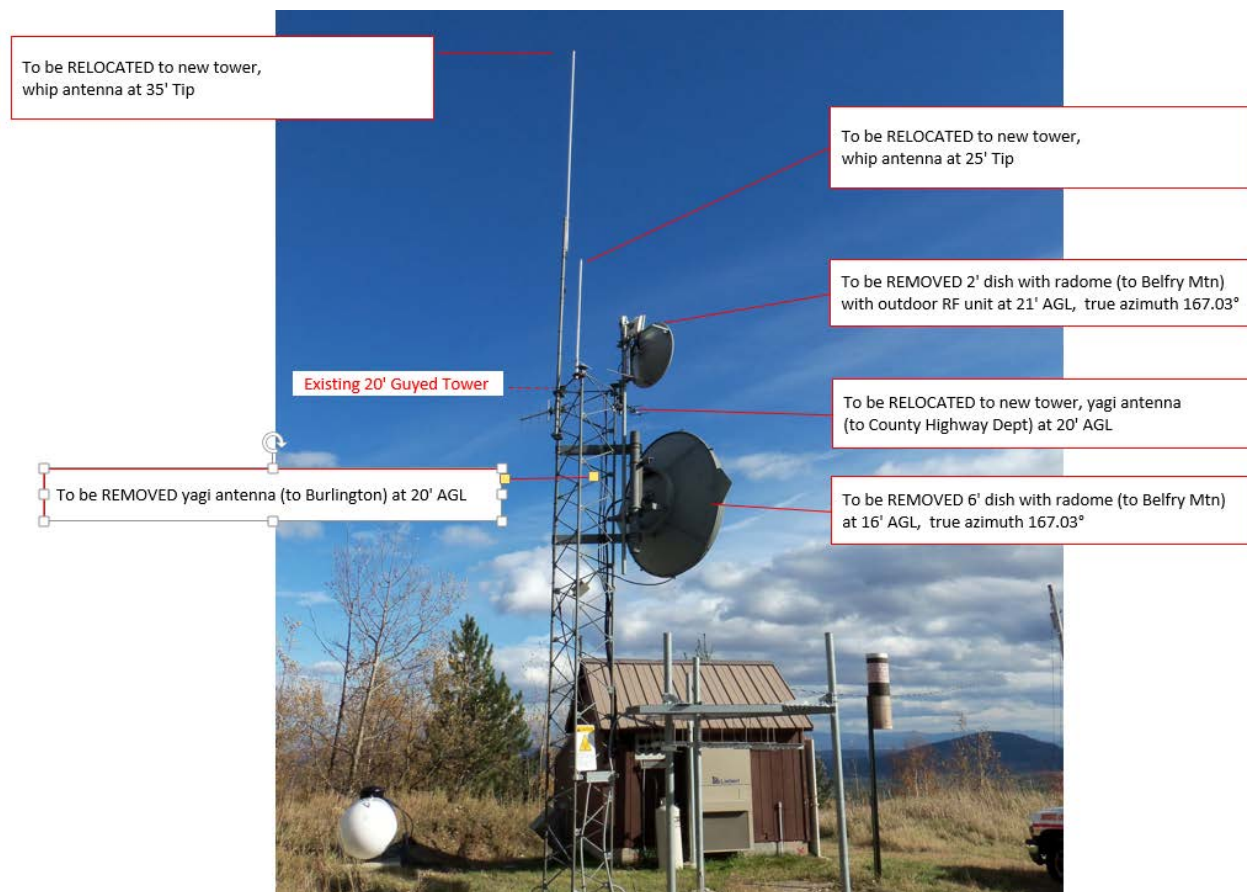 To be RELOCATED to new tower,
whip antenna at 35' Tip
To be RELOCATED to new tower,
whip antenna at 25' Tip
To be REMOVED 2' dish with radome (to Belfry Mtn)
with outdoor RF unit at 21' AGL, true azimuth 167.03°
Existing 20' Guyed Tower
To be RELOCATED to new tower, yagi antenna
(to County Highway Dept) at 20' AGL
To be REMOVED yagi antenna (to Burlington) at 20' AGL
To be REMOVED 6' dish with radome (to Belfry Mtn)
at 16' AGL, true azimuth 167.03°